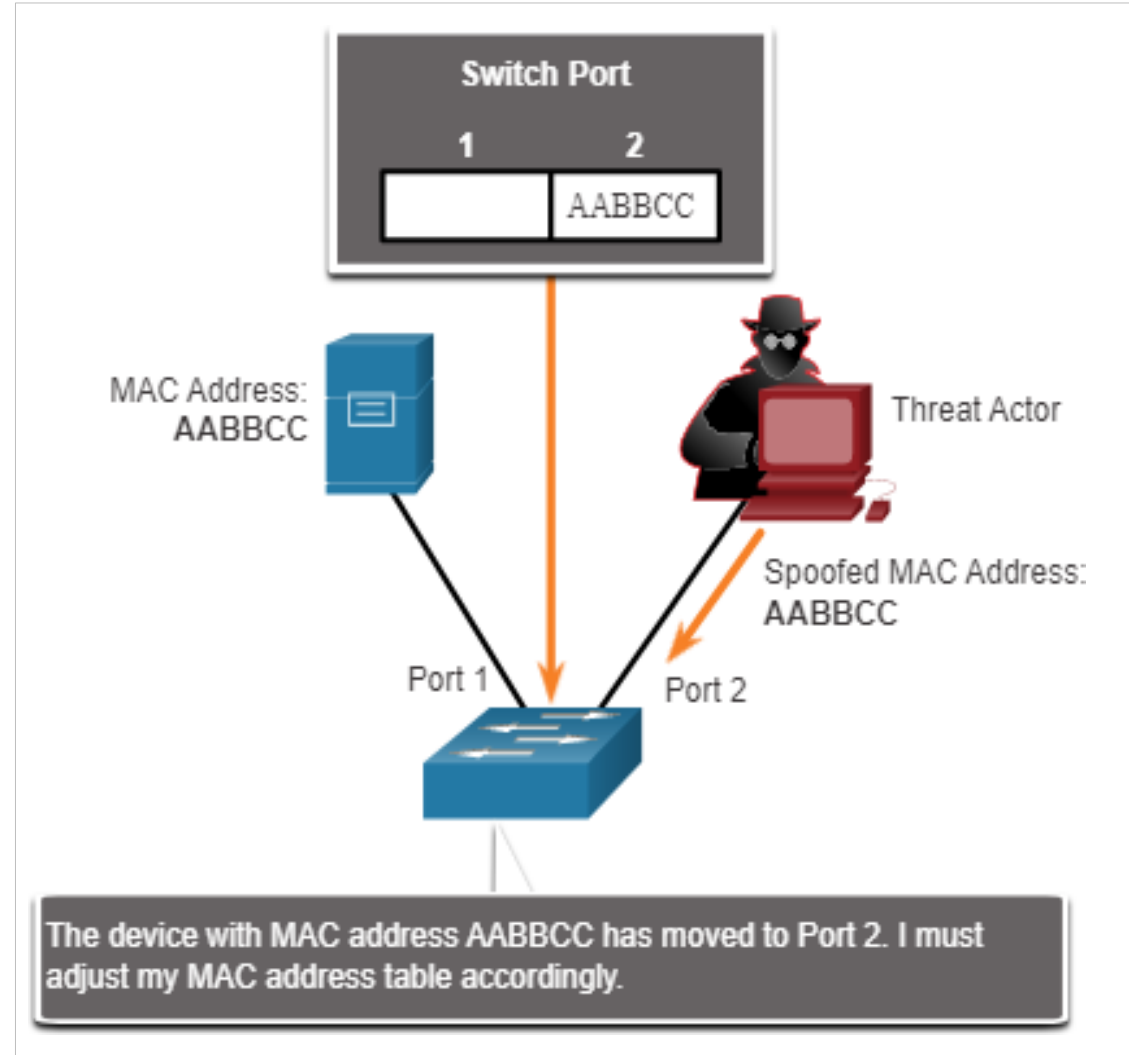 Switch Port
1 2
AABBCC
MAC Address:
AABBCC
Threat Actor
Spoofed MAC Address:
AABBCC
Port 1
Port 2
The device with MAC address AABBCC has moved to Port 2. I must
adjust my MAC address table accordingly.